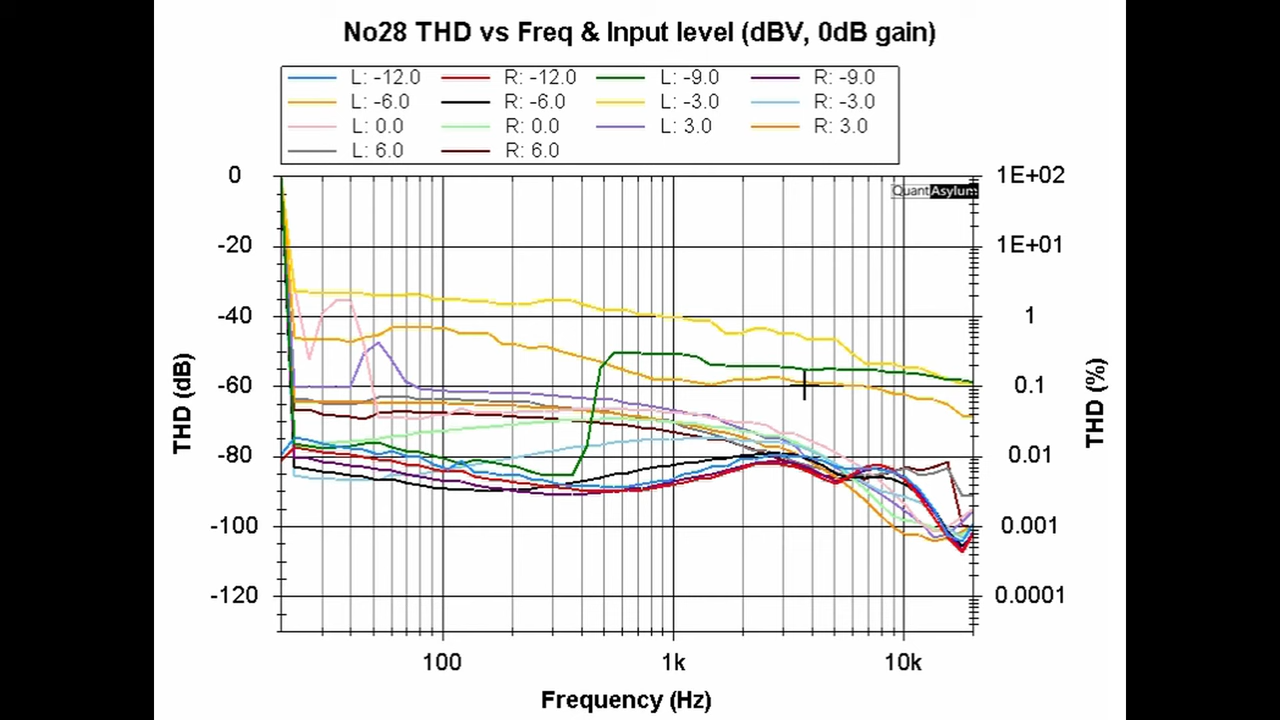 No28 THD vs Freq & Input level (dBV, 0dB gain)
L: -12.0 R: -12.0 L: -9.0 R: -9.0
L: -6.0 R: -6.0 L: -3.0 R: -3.0
L: 0.0 R: 0.0 L: 3.0 R: 3.0
L: 6.0 R: 6.0
0 1E+02
QuantAsylum
-20 1E+01
-40 1
-60 0.1
THD (dB) THD (%)
-80 0.01
-100 0.001
-120 0.0001
100 1k 10k
Frequency (Hz)